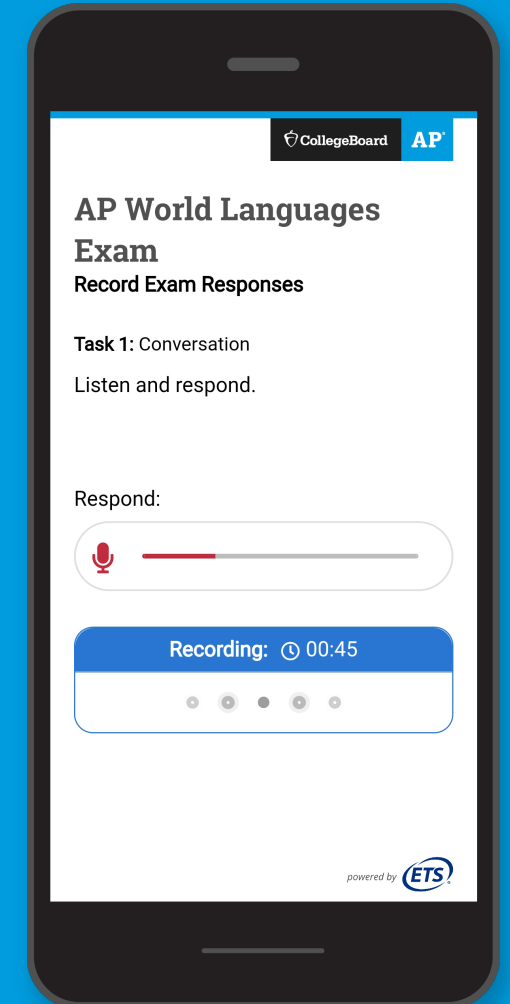 CollegeBoard AP®
AP World Languages
Exam
Record Exam Responses
Task 1: Conversation
Listen and respond.
Respond:
Recording: 00:45
powered by ETS®